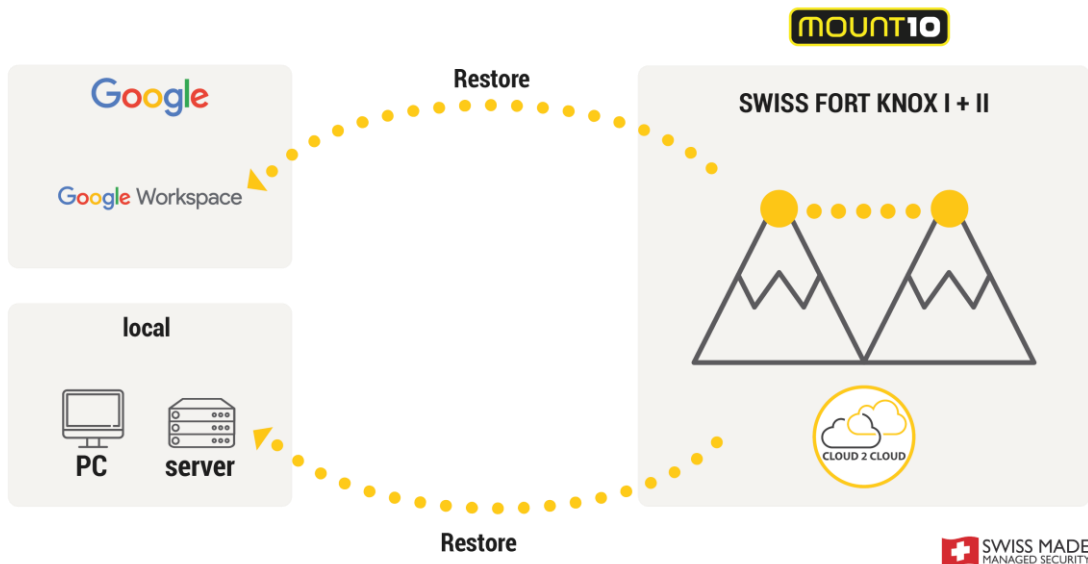 MOUNT10
Google
Google Workspace
Restore
SWISS FORT KNOX I + II
local
PC
server
CLOUD 2 CLOUD
Restore
SWISS MADE
MANAGED SECURITY